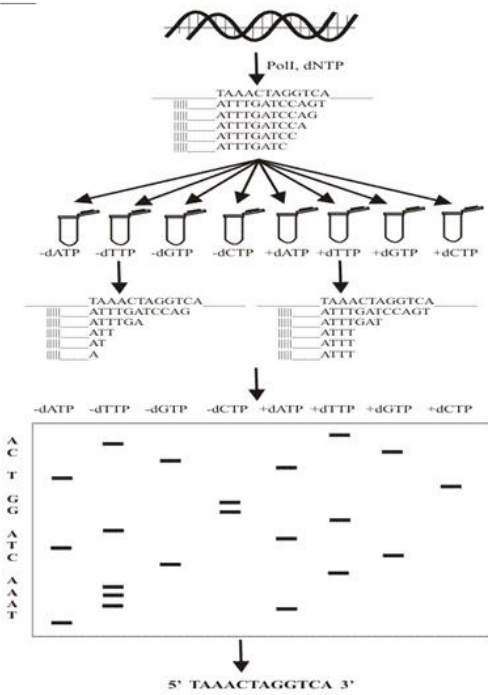 PolI, dNTP
TAAACTAGGTCA
ATTTGATCCAGT
ATTTGATCCAG
ATTTGATCCA
ATTTGATCC
ATTTGATC
-dATP -dTTP -dGTP -dCTP +dATP +dTTP +dGTP +dCTP
TAAACTAGGTCA TAAACTAGGTCA
ATTTGATCCAG ATTTGATCCAGT
ATTTGA ATTTGAT
ATT ATTT
AT ATTT
A ATTT
-dATP -dTTP -dGTP -dCTP +dATP +dTTP +dGTP +dCTP
A
C
T
G
G
A
T
C
A
A
A
T
5' TAAACTAGGTCA 3'